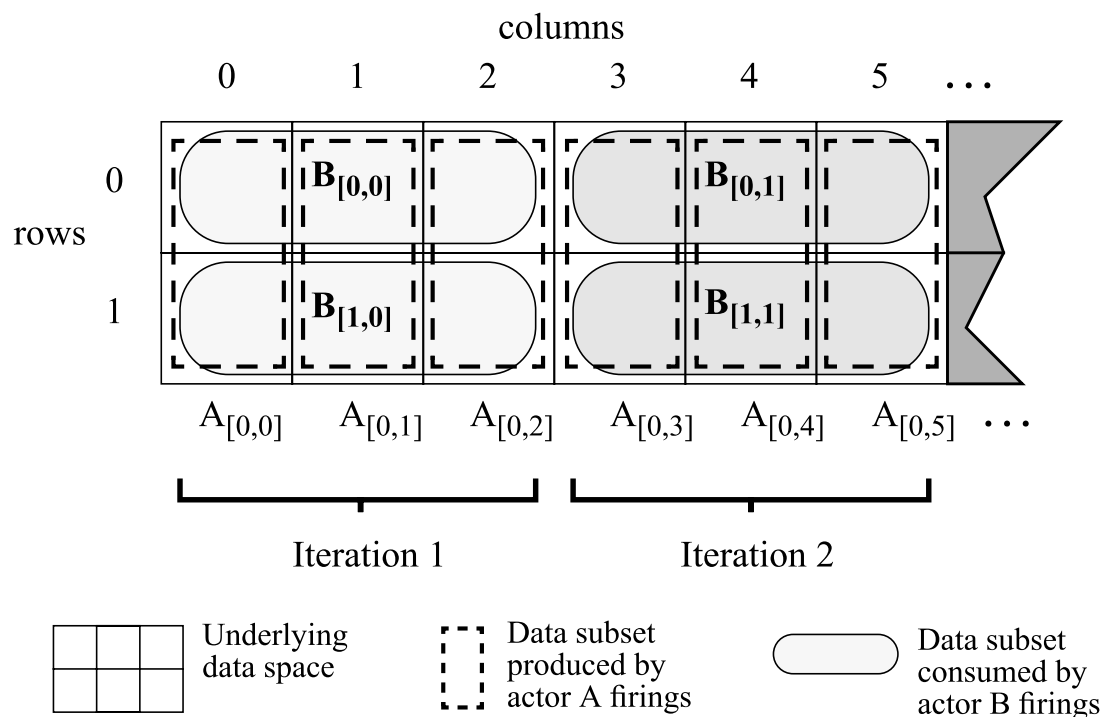 columns
0 1 2 3 4 5 ...
0 B[0,0] B[0,1]
rows
1 B[1,0] B[1,1]
A[0,0] A[0,1] A[0,2] A[0,3] A[0,4] A[0,5] ...
Iteration 1 Iteration 2
Underlying
data space
Data subset
produced by
actor A firings
Data subset
consumed by
actor B firings